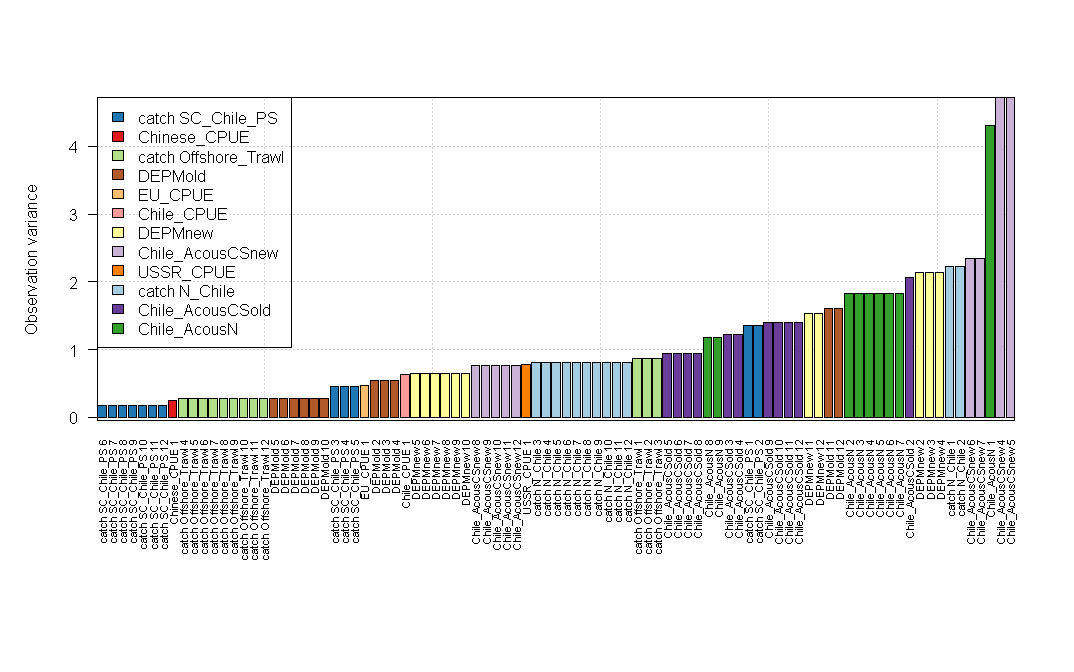 Observation variance
4
3
2
1
0
catch SC_Chile_PS
Chinese_CPUE
catch Offshore_Trawl
DEPMold
EU_CPUE
Chile_CPUE
DEPMnew
Chile_AcousCSnew
USSR_CPUE
catch N_Chile
Chile_AcousCSold
Chile_AcousN
catch SC_Chile_PS 6
catch SC_Chile_PS 7
catch SC_Chile_PS 8
catch SC_Chile_PS 9
catch SC_Chile_PS 10
catch SC_Chile_PS 11
catch SC_Chile_PS 12
Chinese_CPUE 1
catch Offshore_Trawl 4
catch Offshore_Trawl 5
catch Offshore_Trawl 6
catch Offshore_Trawl 7
catch Offshore_Trawl 8
catch Offshore_Trawl 9
catch Offshore_Trawl 10
catch Offshore_Trawl 11
catch Offshore_Trawl 12
DEPMold 5
DEPMold 6
DEPMold 7
DEPMold 8
DEPMold 9
DEPMold 10
catch SC_Chile_PS 3
catch SC_Chile_PS 4
catch SC_Chile_PS 5
EU_CPUE 1
DEPMold 2
DEPMold 3
DEPMold 4
Chile_CPUE 1
DEPMnew 5
DEPMnew 6
DEPMnew 7
DEPMnew 8
DEPMnew 9
DEPMnew 10
Chile_AcousCSnew 8
Chile_AcousCSnew 9
Chile_AcousCSnew 10
Chile_AcousCSnew 11
Chile_AcousCSnew 12
USSR_CPUE 1
catch N_Chile 3
catch N_Chile 4
catch N_Chile 5
catch N_Chile 6
catch N_Chile 7
catch N_Chile 8
catch N_Chile 9
catch N_Chile 10
catch N_Chile 11
catch N_Chile 12
catch Offshore_Trawl 1
catch Offshore_Trawl 2
catch Offshore_Trawl 3
Chile_AcousCSold 5
Chile_AcousCSold 6
Chile_AcousCSold 7
Chile_AcousCSold 8
Chile_AcousN 8
Chile_AcousN 9
Chile_AcousCSold 3
Chile_AcousCSold 4
catch SC_Chile_PS 1
catch SC_Chile_PS 2
Chile_AcousCSold 9
Chile_AcousCSold 10
Chile_AcousCSold 11
Chile_AcousCSold 12
DEPMnew 11
DEPMnew 12
DEPMold 11
DEPMold 12
Chile_AcousN 2
Chile_AcousN 3
Chile_AcousN 4
Chile_AcousN 5
Chile_AcousN 6
Chile_AcousN 7
Chile_AcousCSold 2
DEPMnew 2
DEPMnew 3
DEPMnew 4
catch N_Chile 1
catch N_Chile 2
Chile_AcousCSnew 6
Chile_AcousCSnew 7
Chile_AcousN 1
Chile_AcousCSnew 4
Chile_AcousCSnew 5